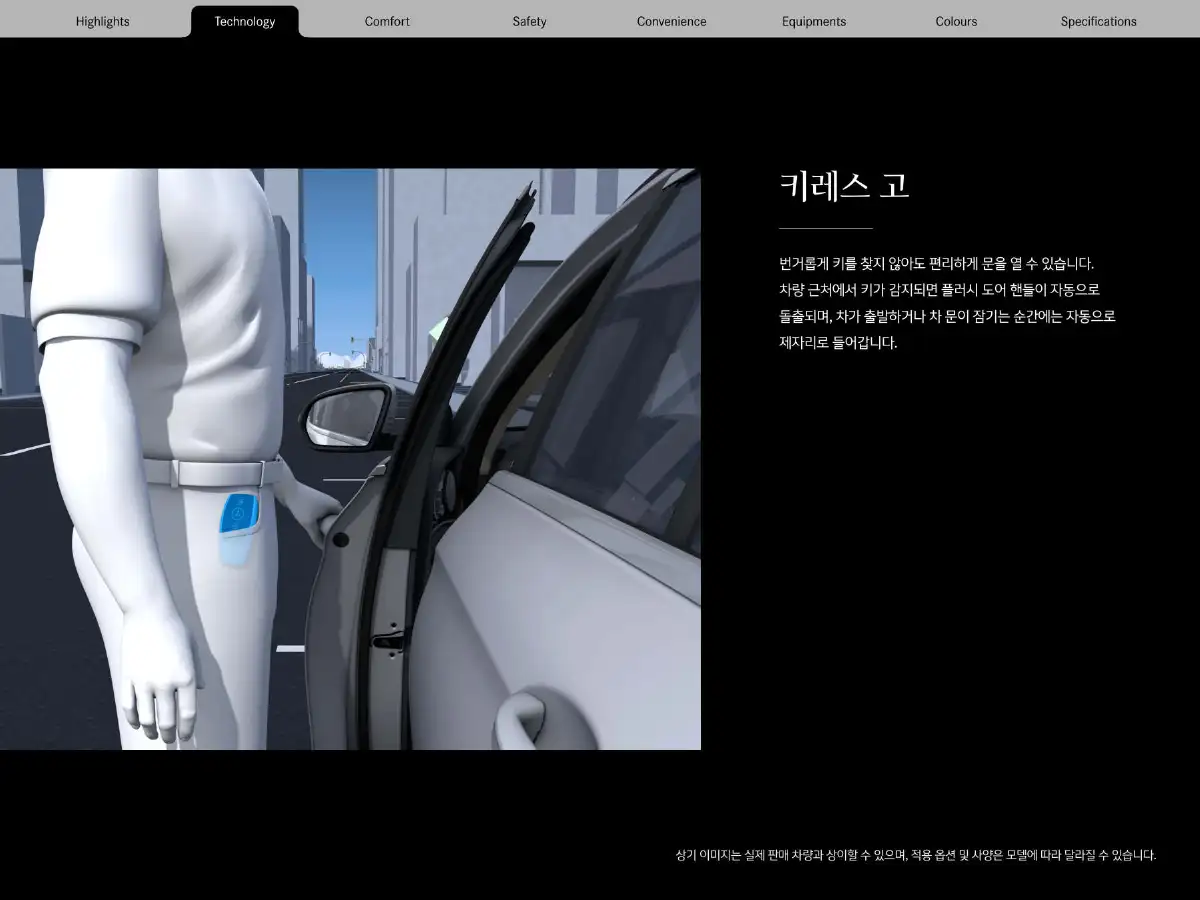 Highlights
Technology
Comfort
Safety
Convenience
Equipments
Colours
Specifications
키레스 고
번거롭게 키를 찾지 않아도 편리하게 문을 열 수 있습니다.
차량 근처에서 키가 감지되면 플러시 도어 핸들이 자동으로
돌출되며, 차가 출발하거나 차 문이 잠기는 순간에는 자동으로
제자리로 들어갑니다.
상기 이미지는 실제 판매 차량과 상이할 수 있으며, 적용 옵션 및 사양은 모델에 따라 달라질 수 있습니다.